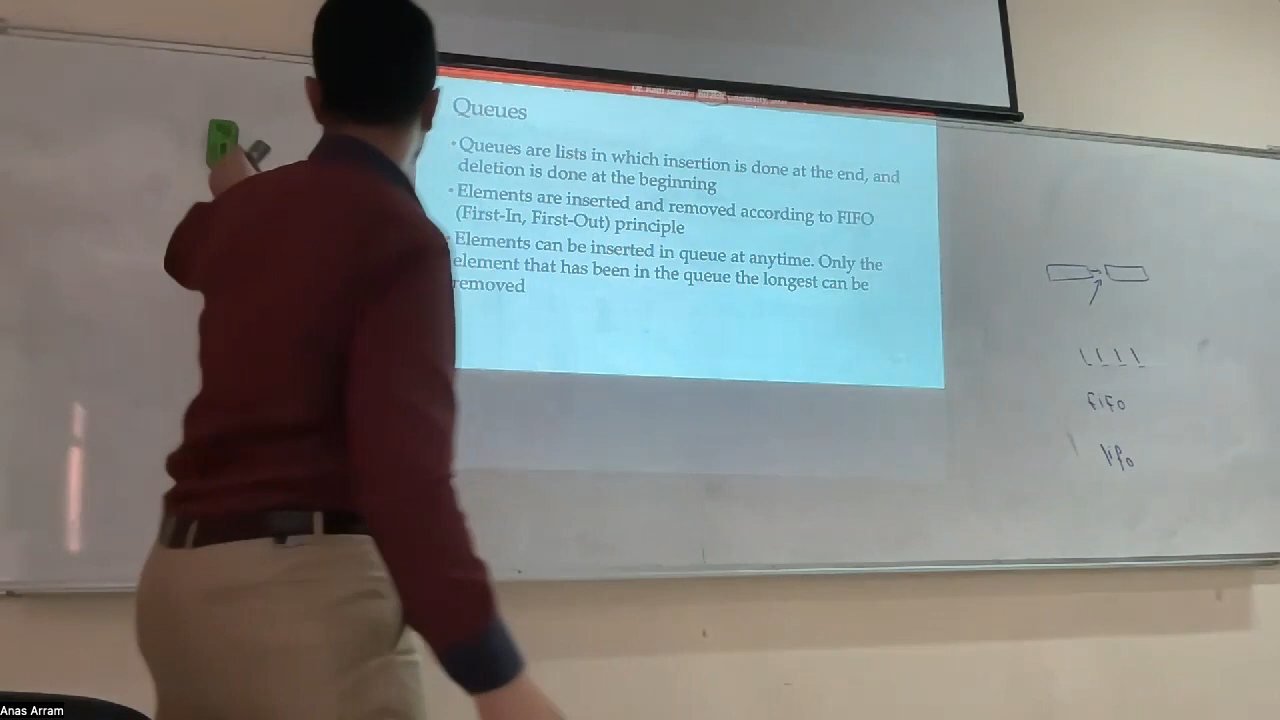 Queues
Queues are lists in which insertion is done at the end, and
deletion is done at the beginning
Elements are inserted and removed according to FIFO
(First-In, First-Out) principle
Elements can be inserted in queue at anytime. Only the
element that has been in the queue the longest can be
removed
FIFO
lifo
Anas Arram